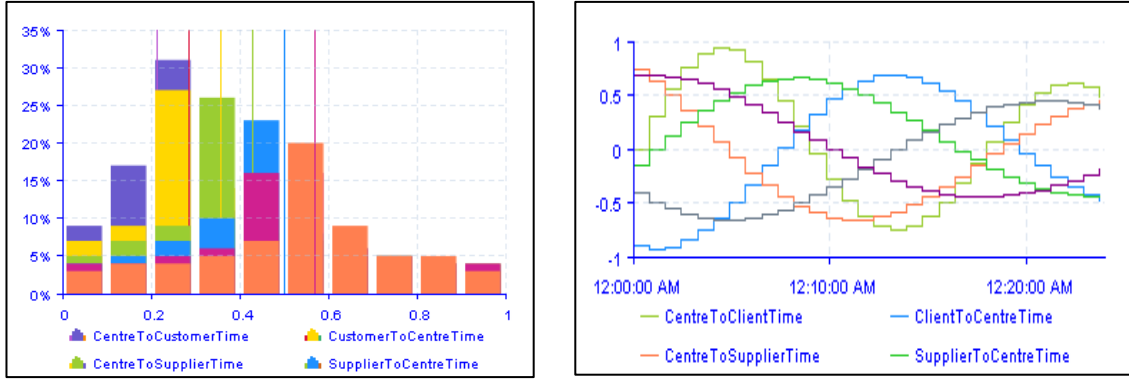 35%
30%
25%
20%
15%
10%
5%
0%
0 0.2 0.4 0.6 0.8 1
CentreToCustomerTime CustomerToCentreTime
CentreToSupplierTime SupplierToCentreTime
1
0.5
0
-0.5
-1
12:00:00 AM 12:10:00 AM 12:20:00 AM
CentreToClientTime ClientToCentreTime
CentreToSupplierTime SupplierToCentreTime